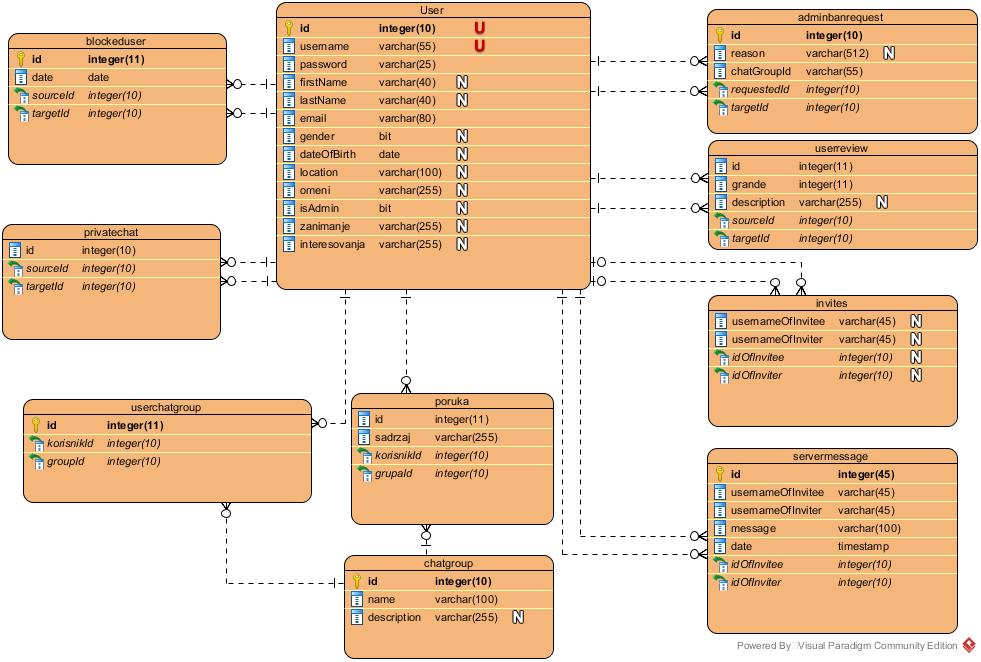 User
id integer(10) U
username varchar(55) U
password varchar(25)
firstName varchar(40) N
lastName varchar(40) N
email varchar(80)
gender bit N
dateOfBirth date N
location varchar(100) N
omeni varchar(255) N
isAdmin bit N
zanimanje varchar(255) N
interesovanja varchar(255) N
blockeduser
id integer(11)
date date
sourceId integer(10)
targetId integer(10)
adminbanrequest
id integer(10)
reason varchar(512) N
chatGroupId varchar(55)
requestedId integer(10)
targetId integer(10)
userreview
id integer(11)
grande integer(11)
description varchar(255) N
sourceId integer(10)
targetId integer(10)
privatechat
id integer(10)
sourceId integer(10)
targetId integer(10)
invites
usernameOfInvitee varchar(45) N
usernameOfInviter varchar(45) N
idOfInvitee integer(10) N
idOfInviter integer(10) N
userchatgroup
id integer(11)
korisnikId integer(10)
groupId integer(10)
poruka
id integer(11)
sadrzaj varchar(255)
korisnikId integer(10)
grupaId integer(10)
servermessage
id integer(45)
usernameOfInvitee varchar(45)
usernameOfInviter varchar(45)
message varchar(100)
date timestamp
idOfInvitee integer(10)
idOfInviter integer(10)
chatgroup
id integer(10)
name varchar(100)
description varchar(255) N
Powered By Visual Paradigm Community Edition